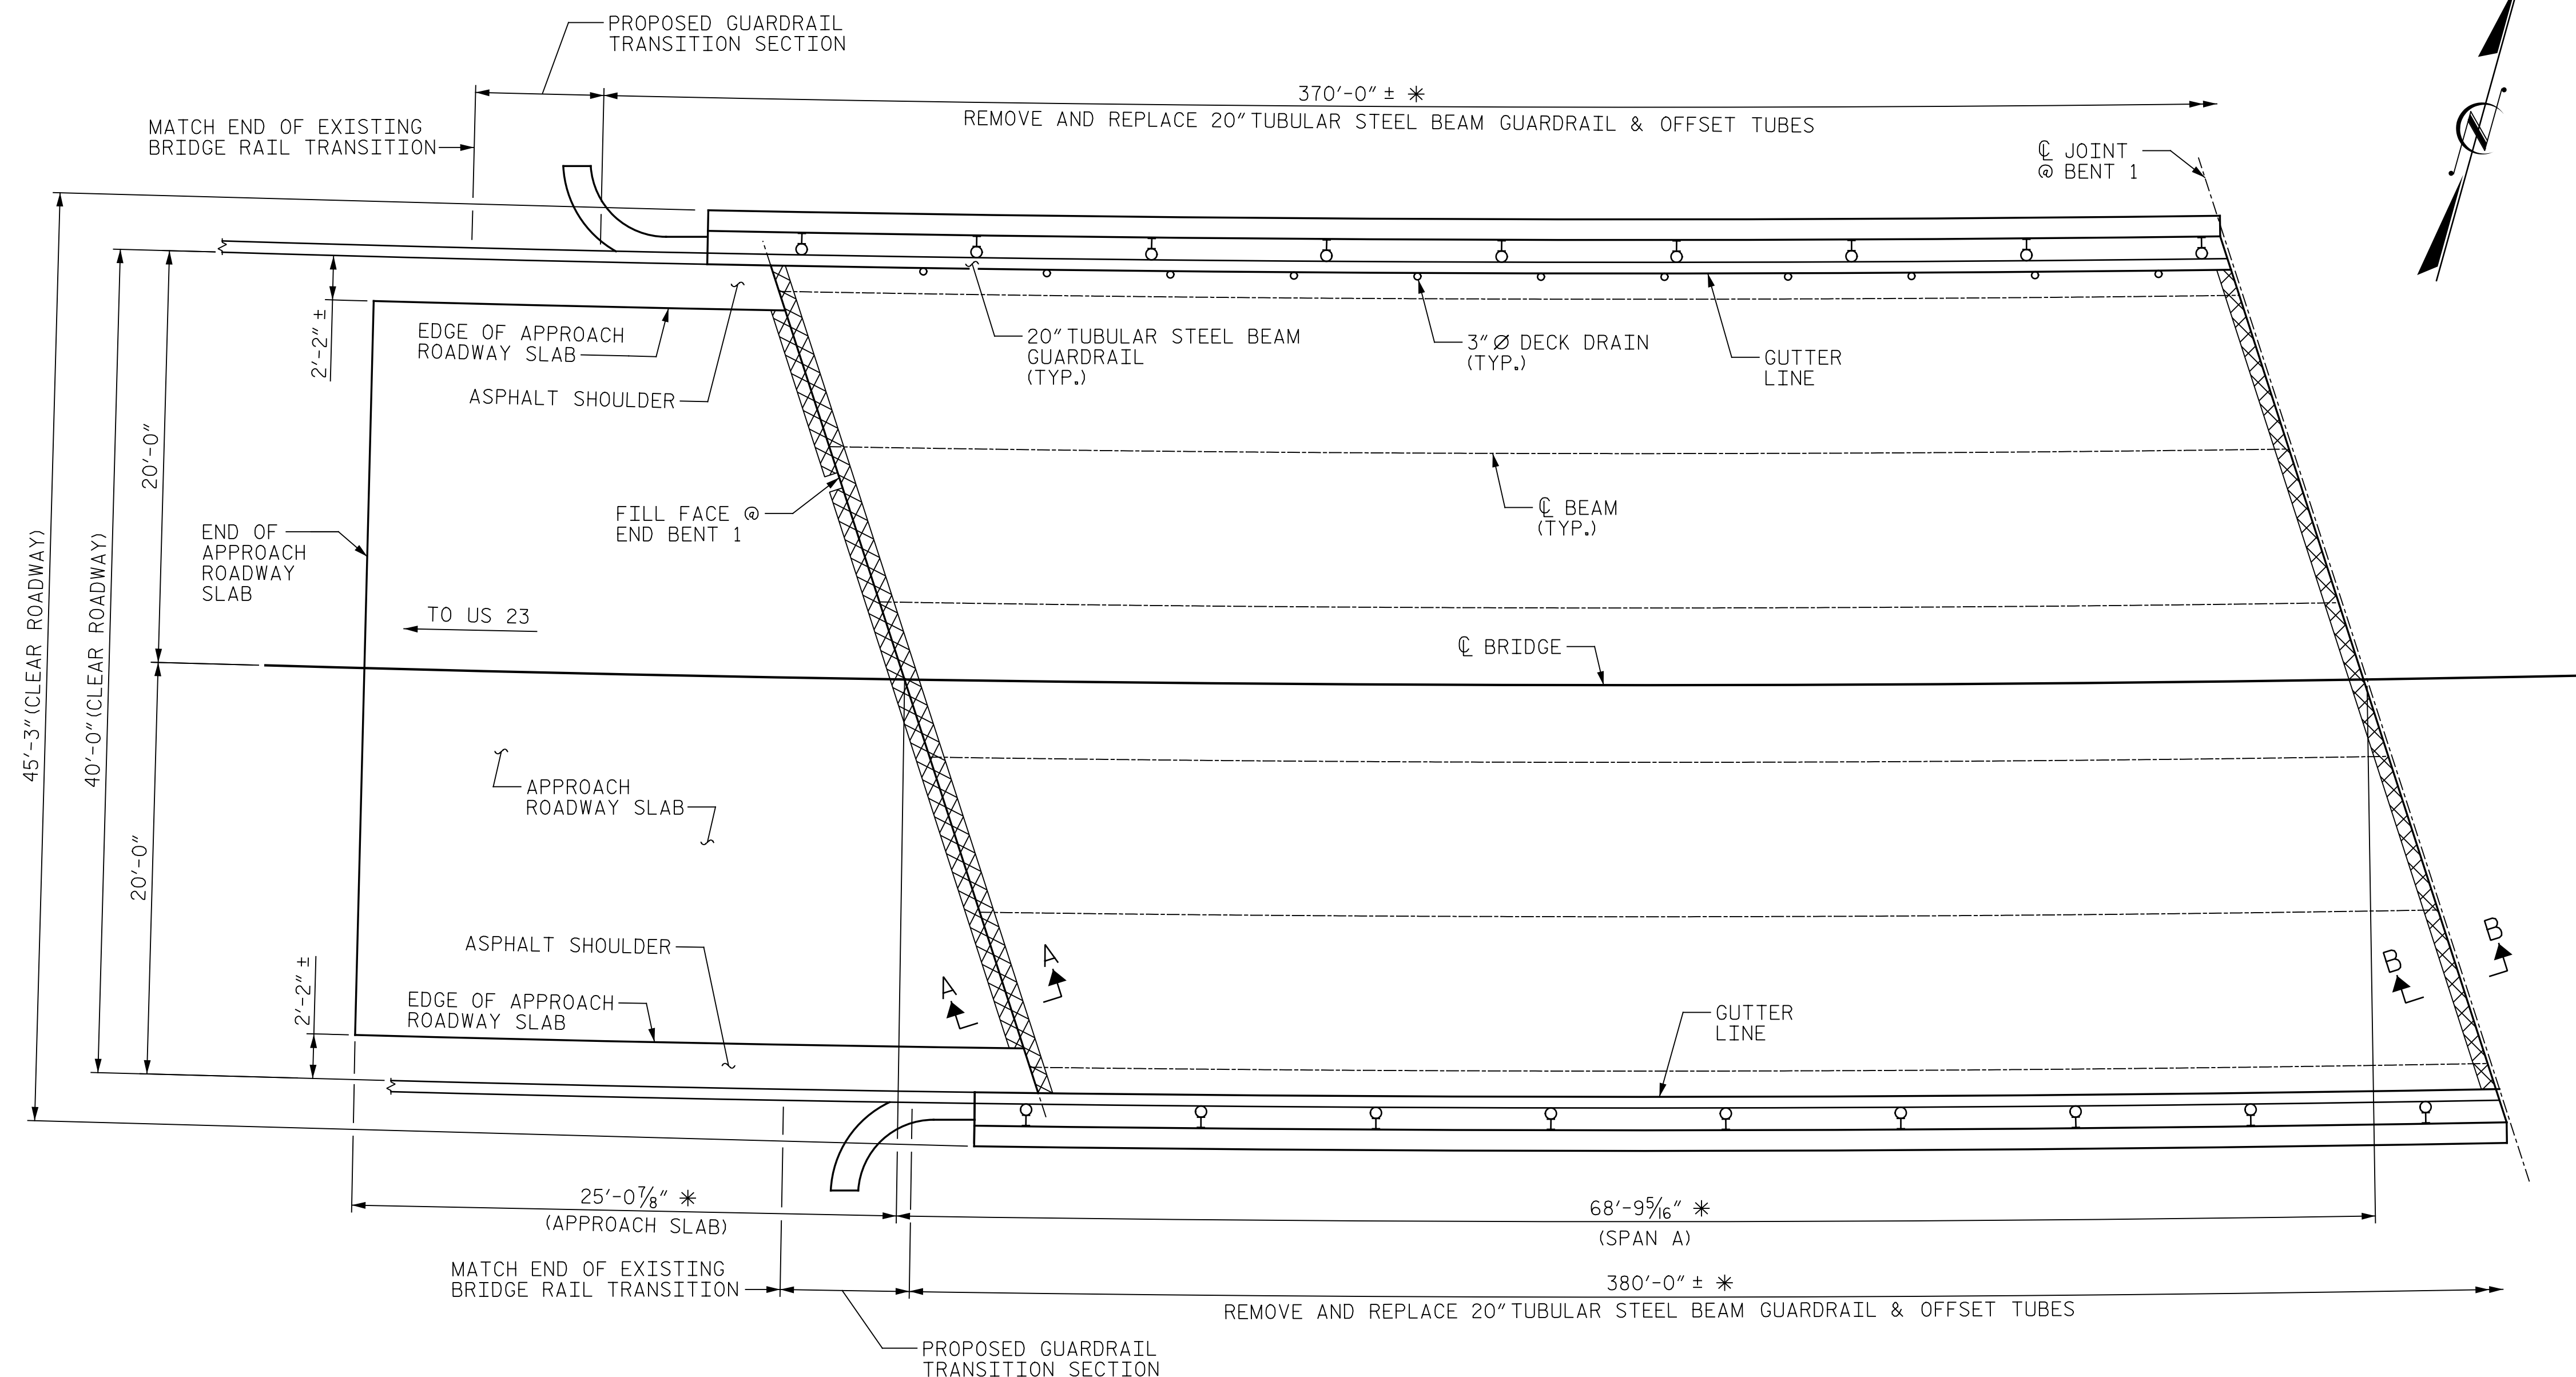 PROPOSED GUARDRAIL
TRANSITION SECTION
370'-0" ± ✳
REMOVE AND REPLACE 20" TUBULAR STEEL BEAM GUARDRAIL & OFFSET TUBES
MATCH END OF EXISTING
BRIDGE RAIL TRANSITION
℄ JOINT
@ BENT 1
N
2'-2" ±
EDGE OF APPROACH
ROADWAY SLAB
20" TUBULAR STEEL BEAM
GUARDRAIL
(TYP.)
3" Ø DECK DRAIN
(TYP.)
GUTTER
LINE
ASPHALT SHOULDER
20'-0"
FILL FACE @
END BENT 1
℄ BEAM
(TYP.)
END OF
APPROACH
ROADWAY
SLAB
45'-3" (CLEAR ROADWAY)
40'-0" (CLEAR ROADWAY)
TO US 23
℄ BRIDGE
APPROACH
ROADWAY SLAB
20'-0"
ASPHALT SHOULDER
A
A
B
B
2'-2" ±
EDGE OF APPROACH
ROADWAY SLAB
GUTTER
LINE
25'-0⅞" ✳
(APPROACH SLAB)
68'-9 5/16" ✳
(SPAN A)
MATCH END OF EXISTING
BRIDGE RAIL TRANSITION
380'-0" ± ✳
REMOVE AND REPLACE 20" TUBULAR STEEL BEAM GUARDRAIL & OFFSET TUBES
PROPOSED GUARDRAIL
TRANSITION SECTION